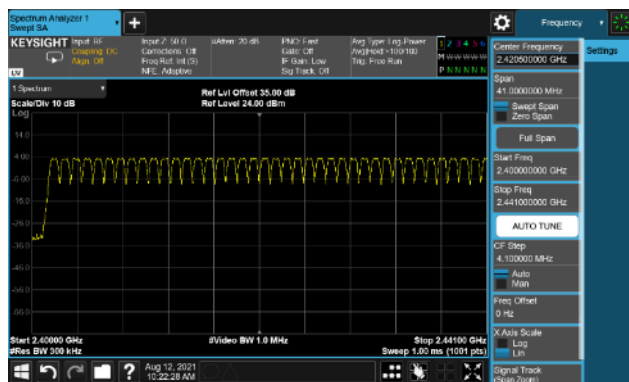 Spectrum Analyzer 1
Swept SA
+
Frequency
KEYSIGHT
Input: RF
Coupling: DC
Align: Off
Input Z: 50 Ω
Corrections: Off
Freq Ref: Int (S)
NFE: Adaptive
#Atten: 20 dB
PNO: Fast
Gate: Off
IF Gain: Low
Sig Track: Off
Avg Type: Log-Power
Avg|Hold: >100/100
Trig: Free Run
1 2 3 4 5 6
M W W W W W
P N N N N N
LV
1 Spectrum
Scale/Div 10 dB
Log
Ref Lvl Offset 35.00 dB
Ref Level 24.00 dBm
14.0
4.00
-6.00
-16.0
-26.0
-36.0
-46.0
-56.0
-66.0
Start 2.40000 GHz
#Res BW 300 kHz
#Video BW 1.0 MHz
Stop 2.44100 GHz
Sweep 1.00 ms (1001 pts)
Aug 12, 2021
10:22:28 AM
Settings
Center Frequency
2.420500000 GHz
Span
41.0000000 MHz
Swept Span
Zero Span
Full Span
Start Freq
2.400000000 GHz
Stop Freq
2.441000000 GHz
AUTO TUNE
CF Step
4.100000 MHz
Auto
Man
Freq Offset
0 Hz
X Axis Scale
Log
Lin
Signal Track
(Span Zoom)